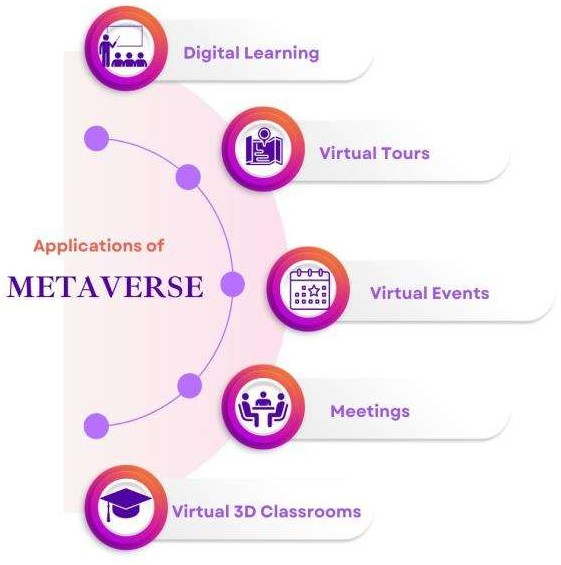 Digital Learning
Virtual Tours
Applications of
METAVERSE
Virtual Events
Meetings
Virtual 3D Classrooms